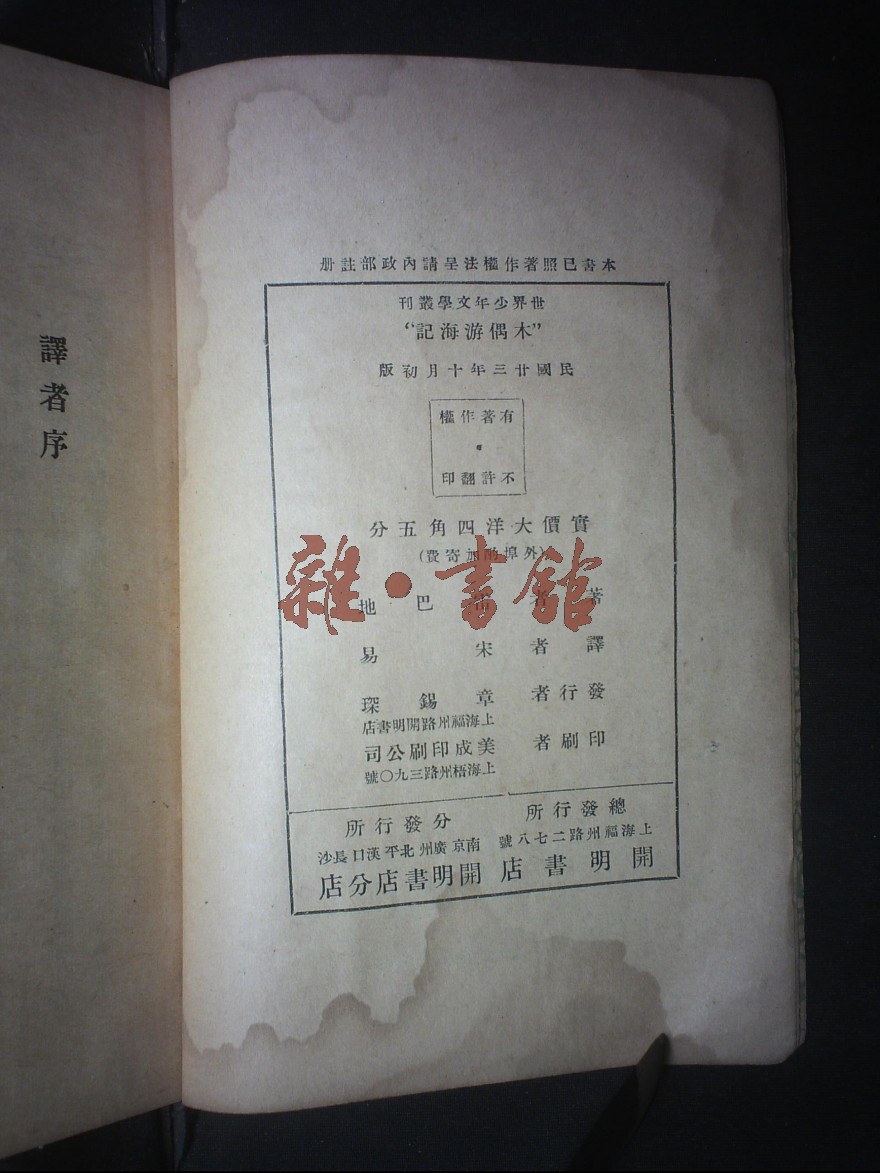 譯者序
本書已照著作權法呈請內政部註册
世界少年文學叢刊
“木偶游海記”
民國廿三年十月初版
有著作權
不許翻印
實價大洋四角五分
(外埠酌加寄費)
著者 巴地
譯者 宋易
發行者 章錫琛
上海福州路開明書店
印刷者 美成印刷公司
上海梧州路三九〇號
總發行所
上海福州路二七八號
開明書店
分發行所
南京 廣州 北平 漢口 長沙
開明書店分店
雜·書館